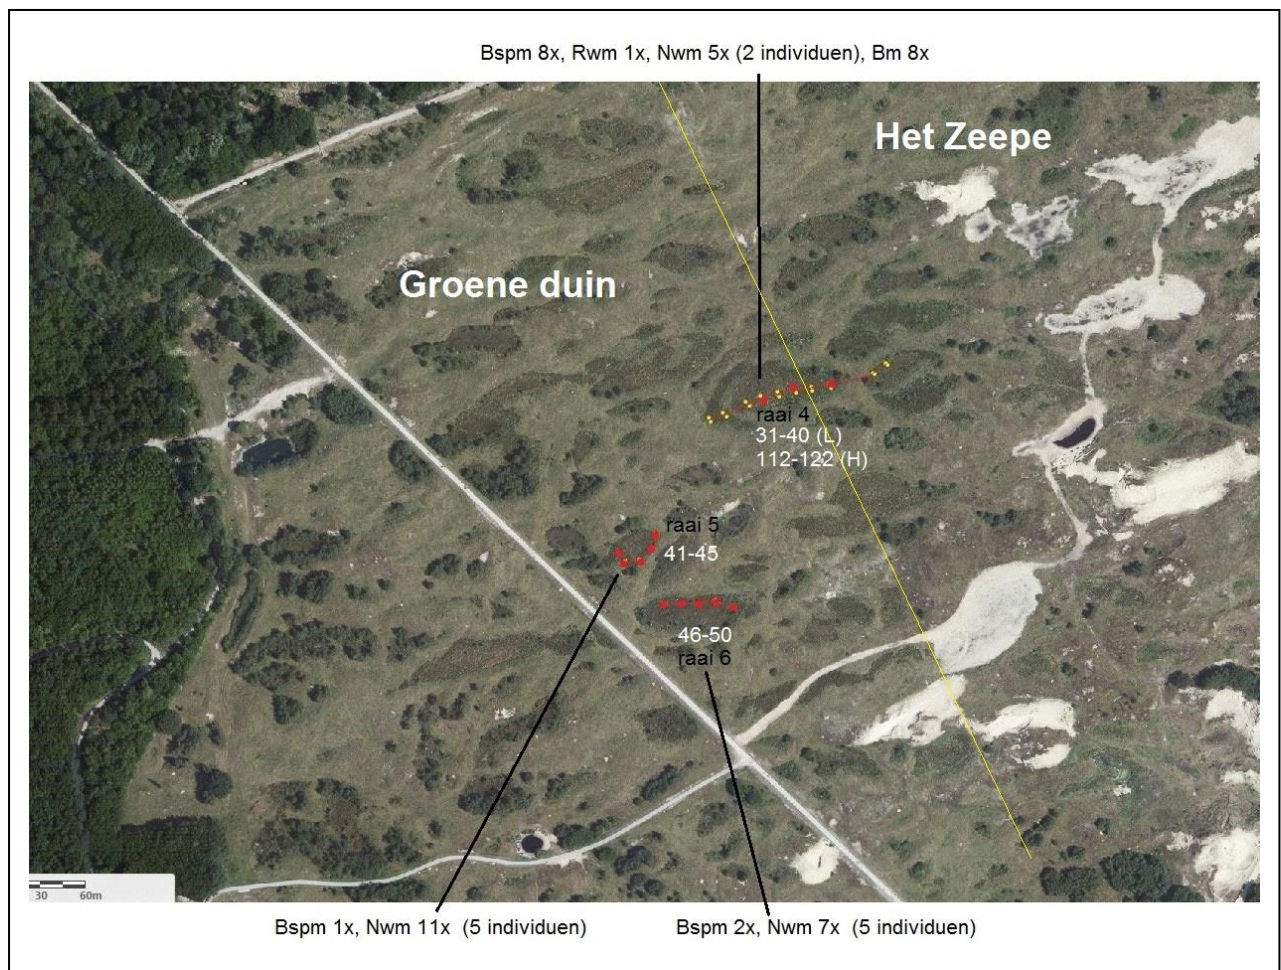 Bspm 8x, Rwm 1x, Nwm 5x (2 individuen), Bm 8x
Het Zeepe
Groene duin
raai 4
31-40 (L)
112-122 (H)
raai 5
41-45
46-50
raai 6
30 60m
Bspm 1x, Nwm 11x (5 individuen)
Bspm 2x, Nwm 7x (5 individuen)